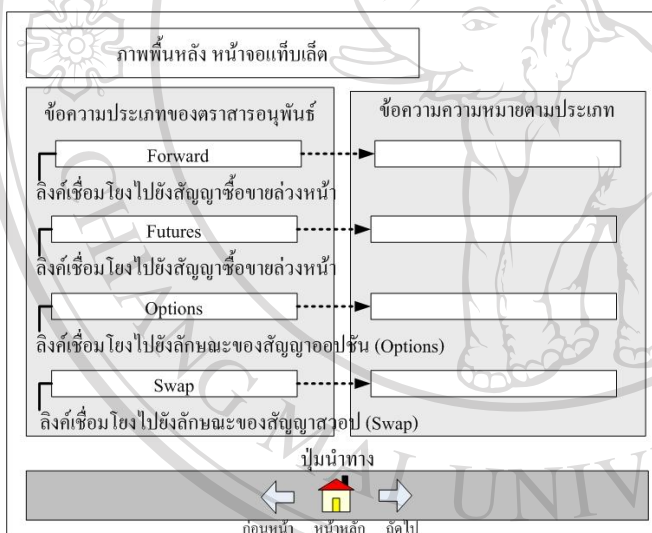 ภาพพื้นหลัง หน้าจอแท็บเล็ต
ข้อความประเภทของตราสารอนุพันธ์
ข้อความความหมายตามประเภท
Forward
ลิงค์เชื่อมโยงไปยังสัญญาซื้อขายล่วงหน้า
Futures
ลิงค์เชื่อมโยงไปยังสัญญาซื้อขายล่วงหน้า
Options
ลิงค์เชื่อมโยงไปยังลักษณะของสัญญาออปชัน (Options)
Swap
ลิงค์เชื่อมโยงไปยังลักษณะของสัญญาสวอป (Swap)
ปุ่มนำทาง
ก่อนหน้า หน้าหลัก ถัดไป
CHIANG MAI UNIV